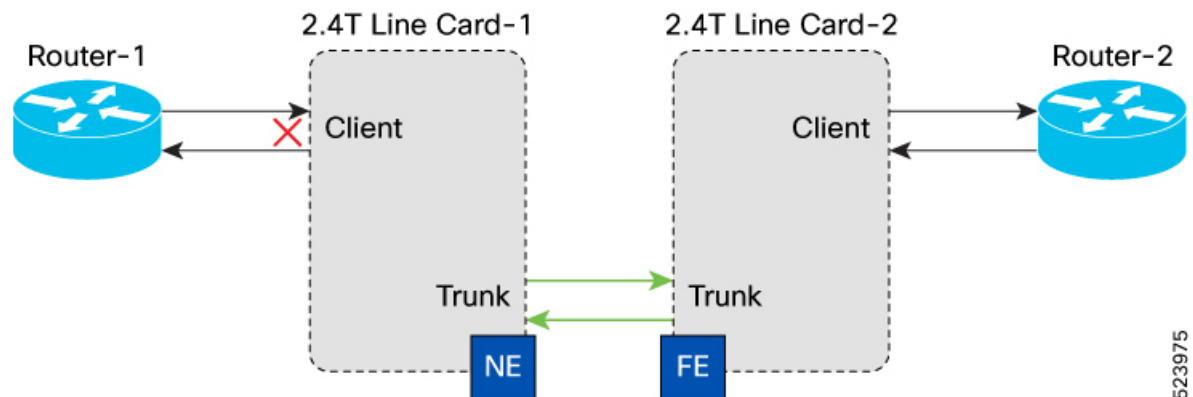 2.4T Line Card-1
2.4T Line Card-2
Router-1
Router-2
Client
Client
Trunk
Trunk
NE
FE
523975